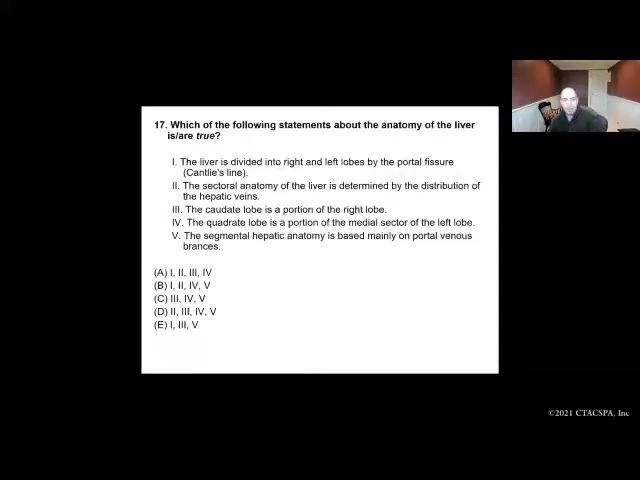 17. Which of the following statements about the anatomy of the liver
is/are true?
I. The liver is divided into right and left lobes by the portal fissure
(Cantlie's line).
II. The sectoral anatomy of the liver is determined by the distribution of
the hepatic veins.
III. The caudate lobe is a portion of the right lobe.
IV. The quadrate lobe is a portion of the medial sector of the left lobe.
V. The segmental hepatic anatomy is based mainly on portal venous
brances.
(A) I, II, III, IV
(B) I, II, IV, V
(C) III, IV, V
(D) II, III, IV, V
(E) I, III, V
©2021 CTACSPA, Inc